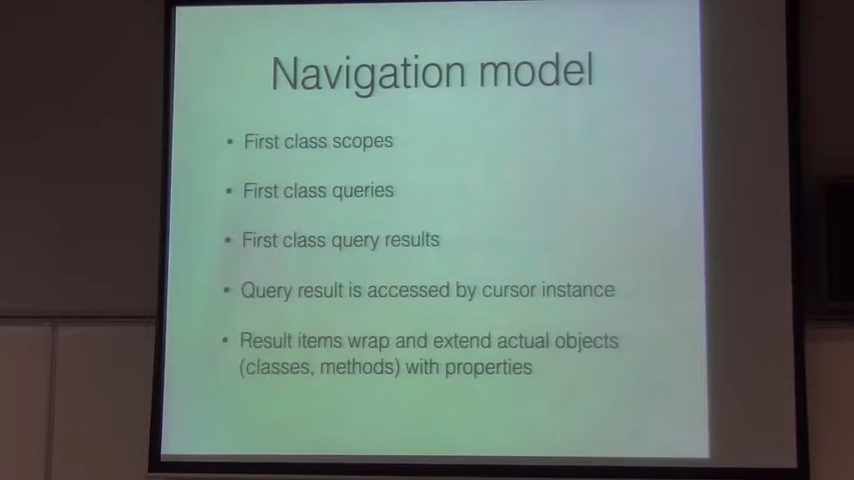 Navigation model
• First class scopes
• First class queries
• First class query results
• Query result is accessed by cursor instance
• Result items wrap and extend actual objects
(classes, methods) with properties